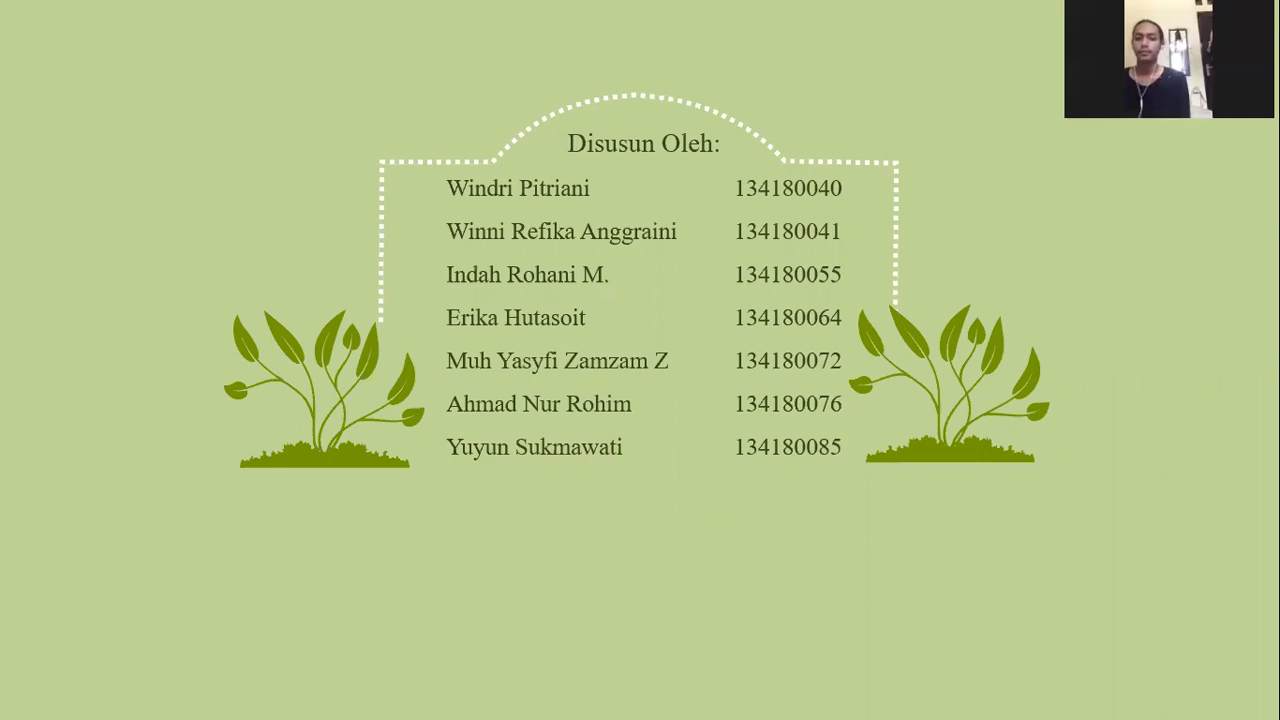 Disusun Oleh:
Windri Pitriani 134180040
Winni Refika Anggraini 134180041
Indah Rohani M. 134180055
Erika Hutasoit 134180064
Muh Yasyfi Zamzam Z 134180072
Ahmad Nur Rohim 134180076
Yuyun Sukmawati 134180085